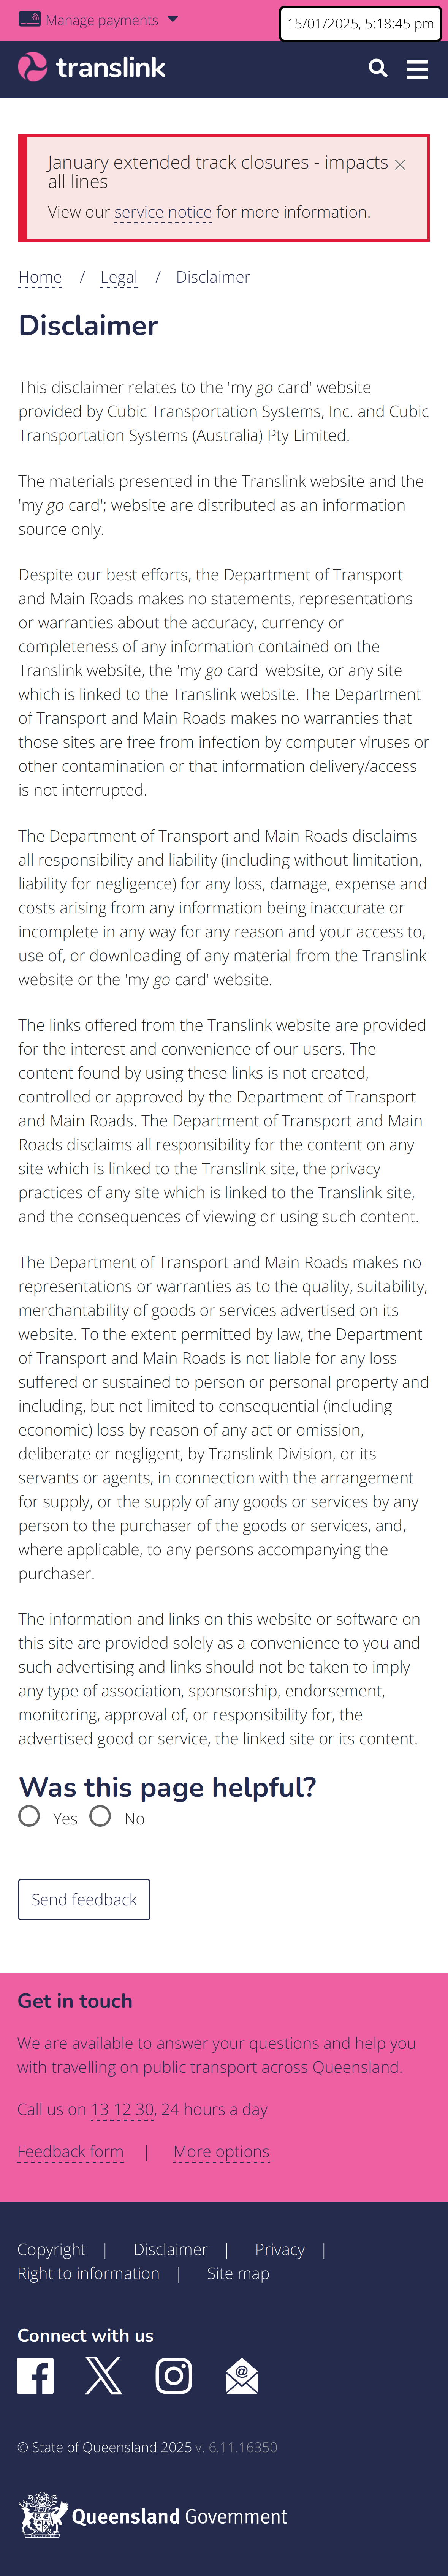 Manage payments
15/01/2025, 5:18:45 pm
translink
January extended track closures - impacts
all lines
View our service notice for more information.
Home / Legal / Disclaimer
Disclaimer
This disclaimer relates to the 'my go card' website
provided by Cubic Transportation Systems, Inc. and Cubic
Transportation Systems (Australia) Pty Limited.
The materials presented in the Translink website and the
'my go card'; website are distributed as an information
source only.
Despite our best efforts, the Department of Transport
and Main Roads makes no statements, representations
or warranties about the accuracy, currency or
completeness of any information contained on the
Translink website, the 'my go card' website, or any site
which is linked to the Translink website. The Department
of Transport and Main Roads makes no warranties that
those sites are free from infection by computer viruses or
other contamination or that information delivery/access
is not interrupted.
The Department of Transport and Main Roads disclaims
all responsibility and liability (including without limitation,
liability for negligence) for any loss, damage, expense and
costs arising from any information being inaccurate or
incomplete in any way for any reason and your access to,
use of, or downloading of any material from the Translink
website or the 'my go card' website.
The links offered from the Translink website are provided
for the interest and convenience of our users. The
content found by using these links is not created,
controlled or approved by the Department of Transport
and Main Roads. The Department of Transport and Main
Roads disclaims all responsibility for the content on any
site which is linked to the Translink site, the privacy
practices of any site which is linked to the Translink site,
and the consequences of viewing or using such content.
The Department of Transport and Main Roads makes no
representations or warranties as to the quality, suitability,
merchantability of goods or services advertised on its
website. To the extent permitted by law, the Department
of Transport and Main Roads is not liable for any loss
suffered or sustained to person or personal property and
including, but not limited to consequential (including
economic) loss by reason of any act or omission,
deliberate or negligent, by Translink Division, or its
servants or agents, in connection with the arrangement
for supply, or the supply of any goods or services by any
person to the purchaser of the goods or services, and,
where applicable, to any persons accompanying the
purchaser.
The information and links on this website or software on
this site are provided solely as a convenience to you and
such advertising and links should not be taken to imply
any type of association, sponsorship, endorsement,
monitoring, approval of, or responsibility for, the
advertised good or service, the linked site or its content.
Was this page helpful?
Yes No
Send feedback
Get in touch
We are available to answer your questions and help you
with travelling on public transport across Queensland.
Call us on 13 12 30, 24 hours a day
Feedback form | More options
Copyright | Disclaimer | Privacy |
Right to information | Site map
Connect with us
© State of Queensland 2025 v. 6.11.16350
Queensland Government